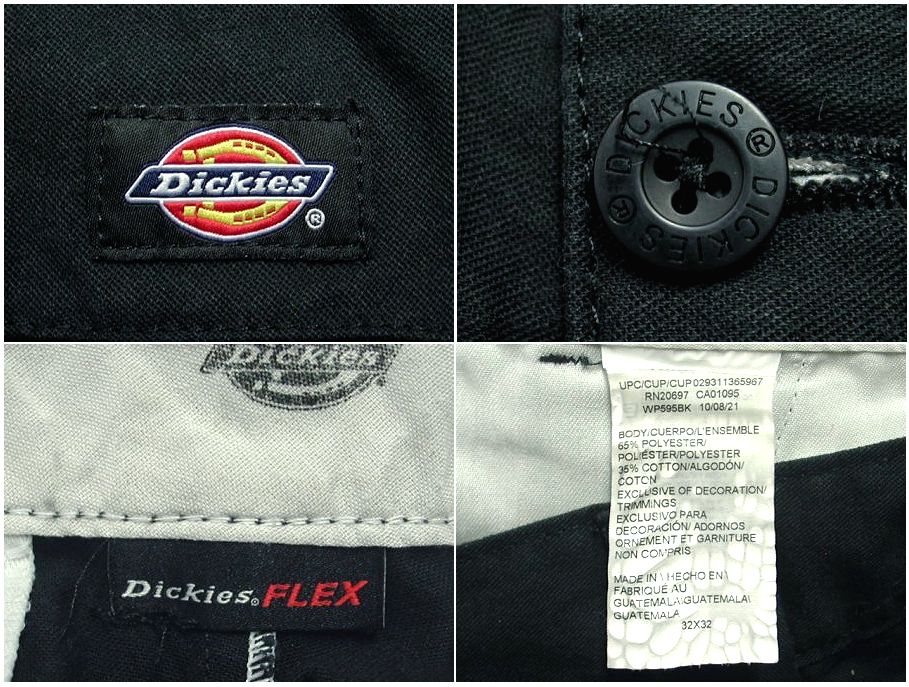 Dickies
®
DICKIES ® DICKIES ®
Dickies
Dickies® FLEX
UPC/CUP/CUP 029311365967
RN20697 CA01095
WP595BK 10/08/21
BODY/CUERPO/L'ENSEMBLE
65% POLYESTER/
POLIÉSTER/POLYESTER
35% COTTON/ALGODÓN/
COTON
EXCLUSIVE OF DECORATION/
TRIMMINGS
EXCLUSIVO PARA
DECORACIÓN/ ADORNOS
ORNEMENT ET GARNITURE
NON COMPRIS
MADE IN \ HECHO EN \
FABRIQUÉ AU
GUATEMALA\GUATEMALA\
GUATEMALA
32X32